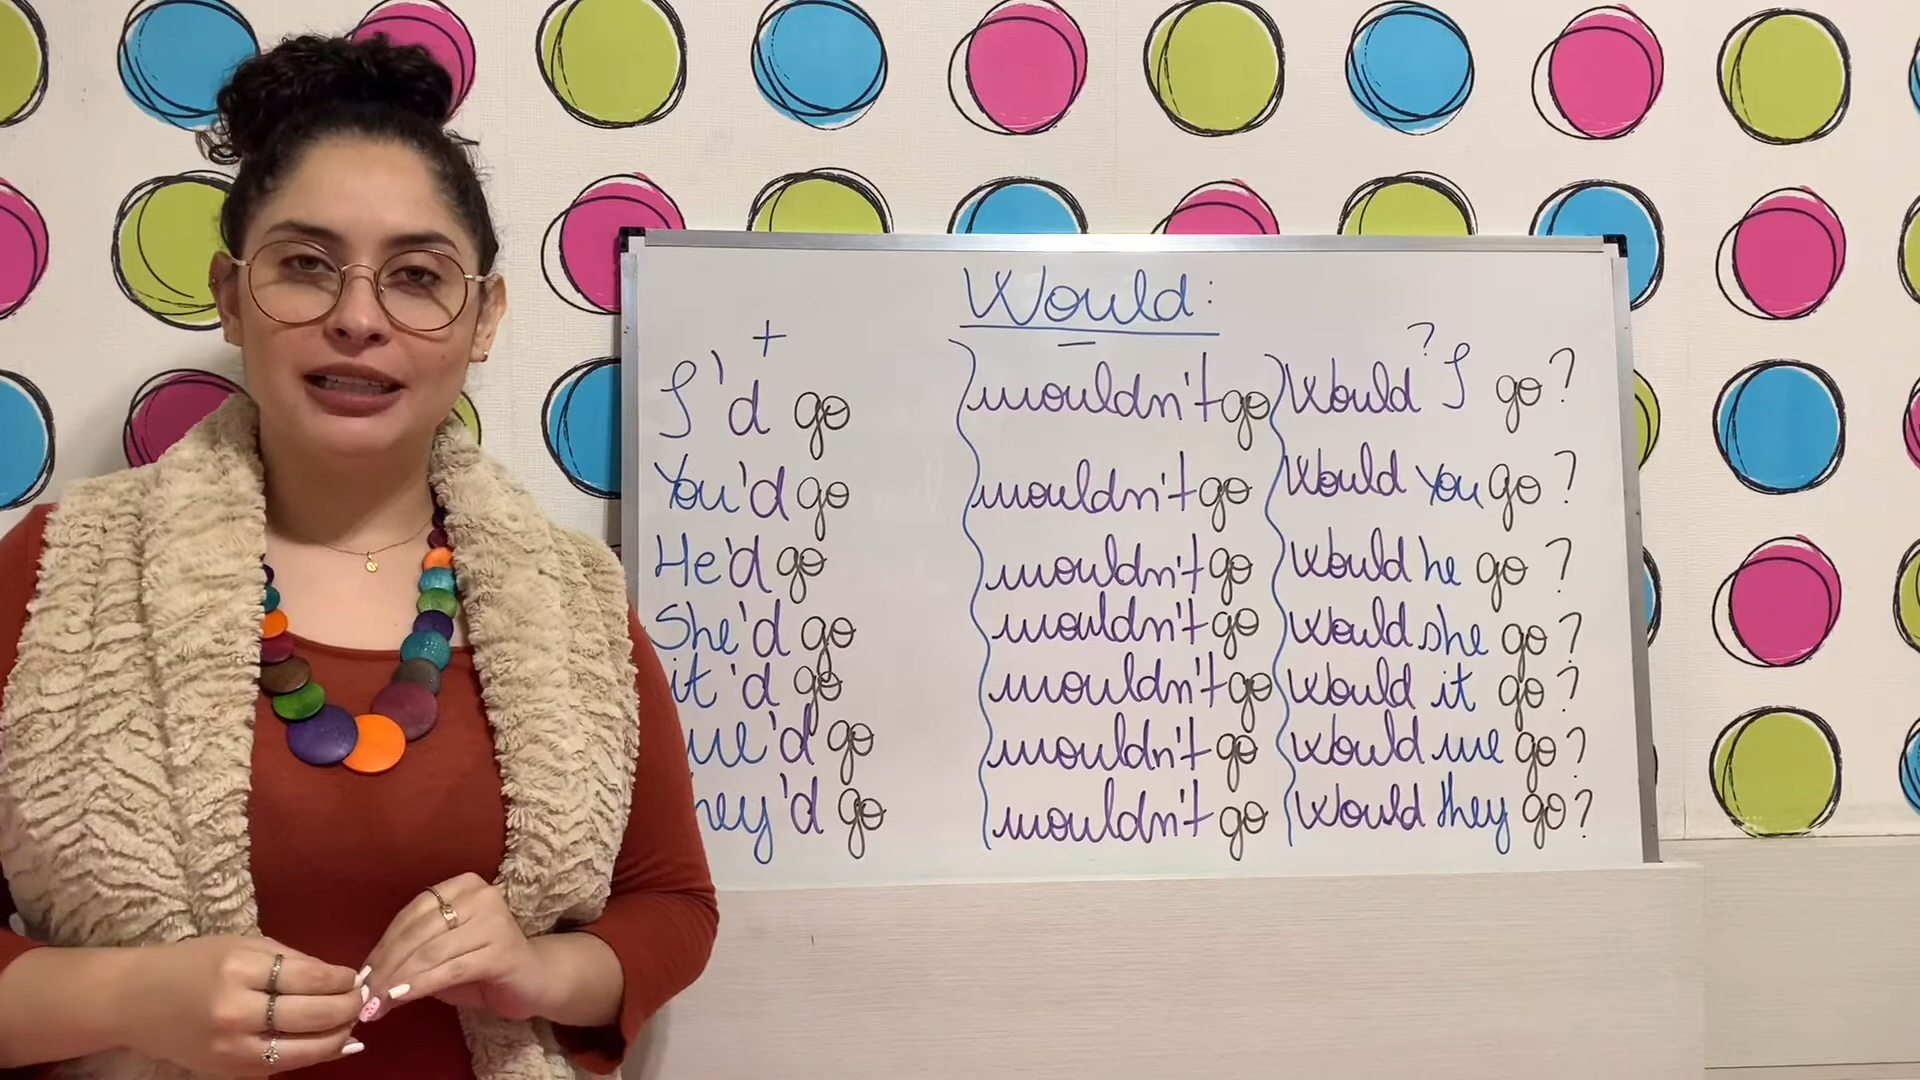 Would:
+ - ?
I'd go wouldn't go Would I go?
You'd go wouldn't go Would you go?
He'd go wouldn't go Would he go?
She'd go wouldn't go Would she go?
it'd go wouldn't go Would it go?
we'd go wouldn't go Would we go?
hey'd go wouldn't go Would they go?